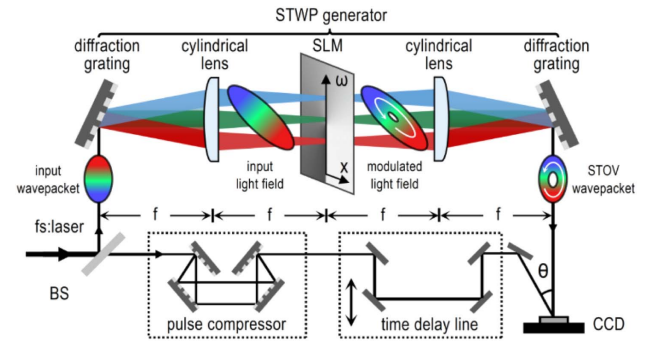 STWP generator
diffraction
grating
cylindrical
lens
SLM
cylindrical
lens
diffraction
grating
ω
x
input
wavepacket
input
light field
modulated
light field
STOV
wavepacket
fs:laser
f
f
f
f
BS
pulse compressor
time delay line
θ
CCD